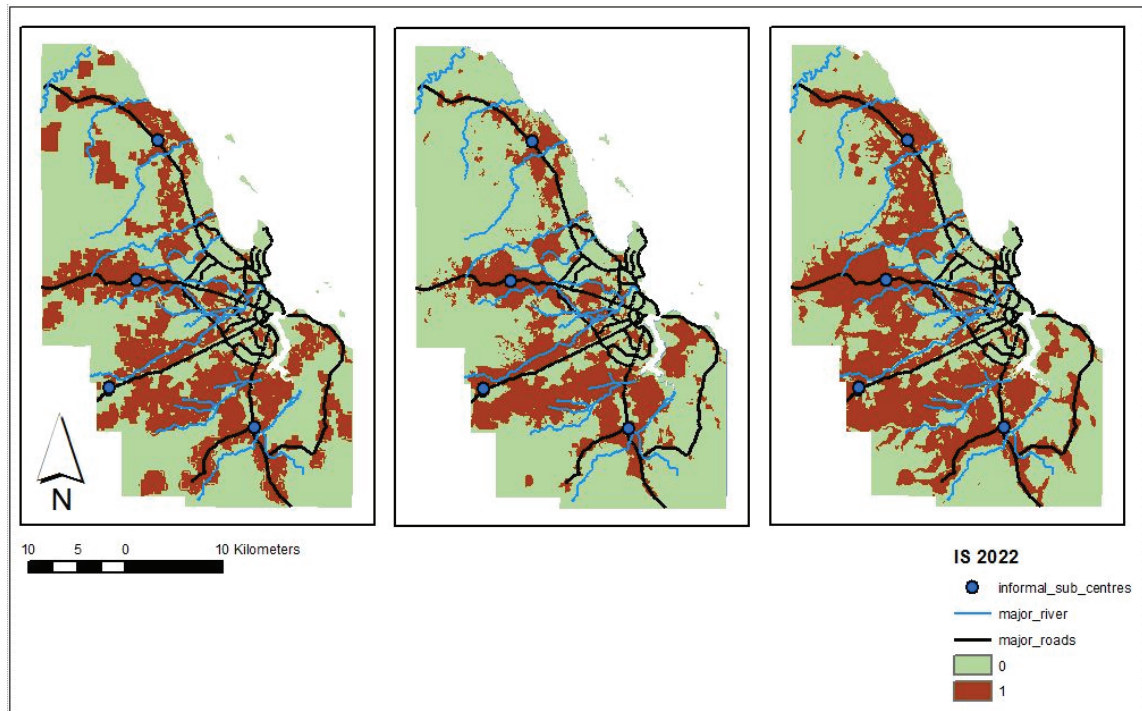 N
10 5 0 10 Kilometers
IS 2022
informal_sub_centres
major_river
major_roads
0
1